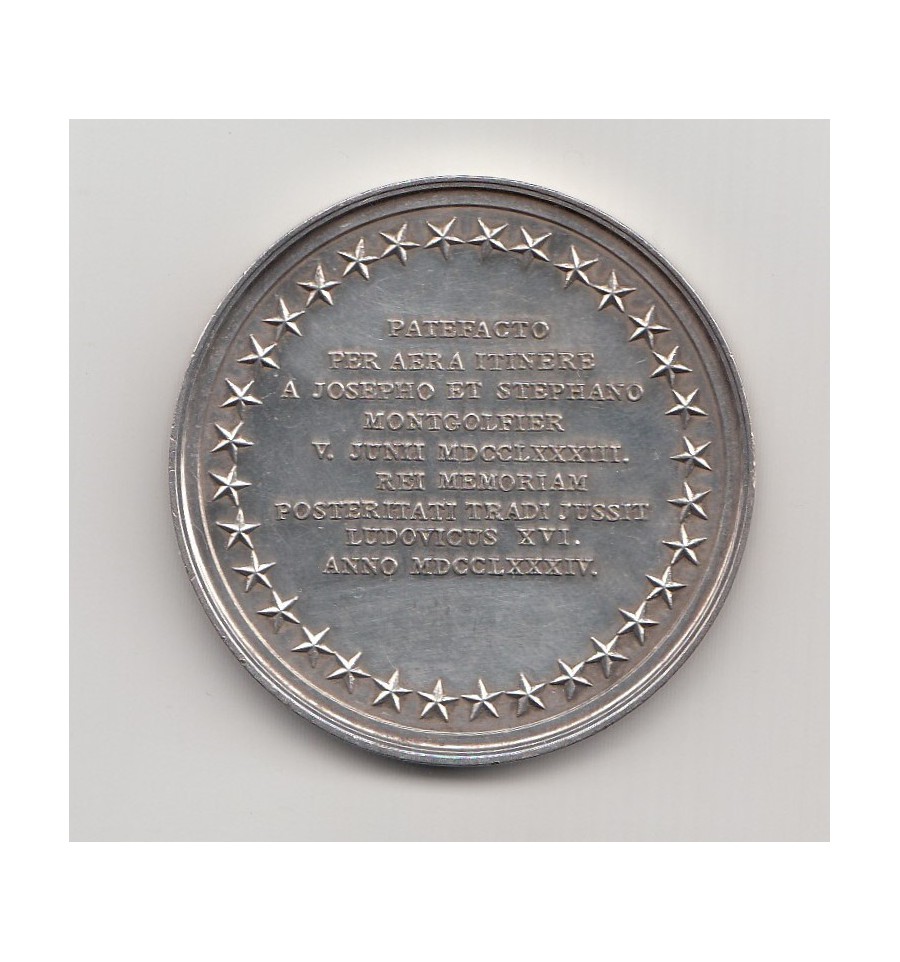 PATEFACTO
PER AERA ITINERE
A JOSEPHO ET STEPHANO
MONTGOLFIER
V. JUNII MDCCLXXXIII.
REI MEMORIAM
POSTERITATI TRADI JUSSIT
LUDOVICUS XVI.
ANNO MDCCLXXXIV.